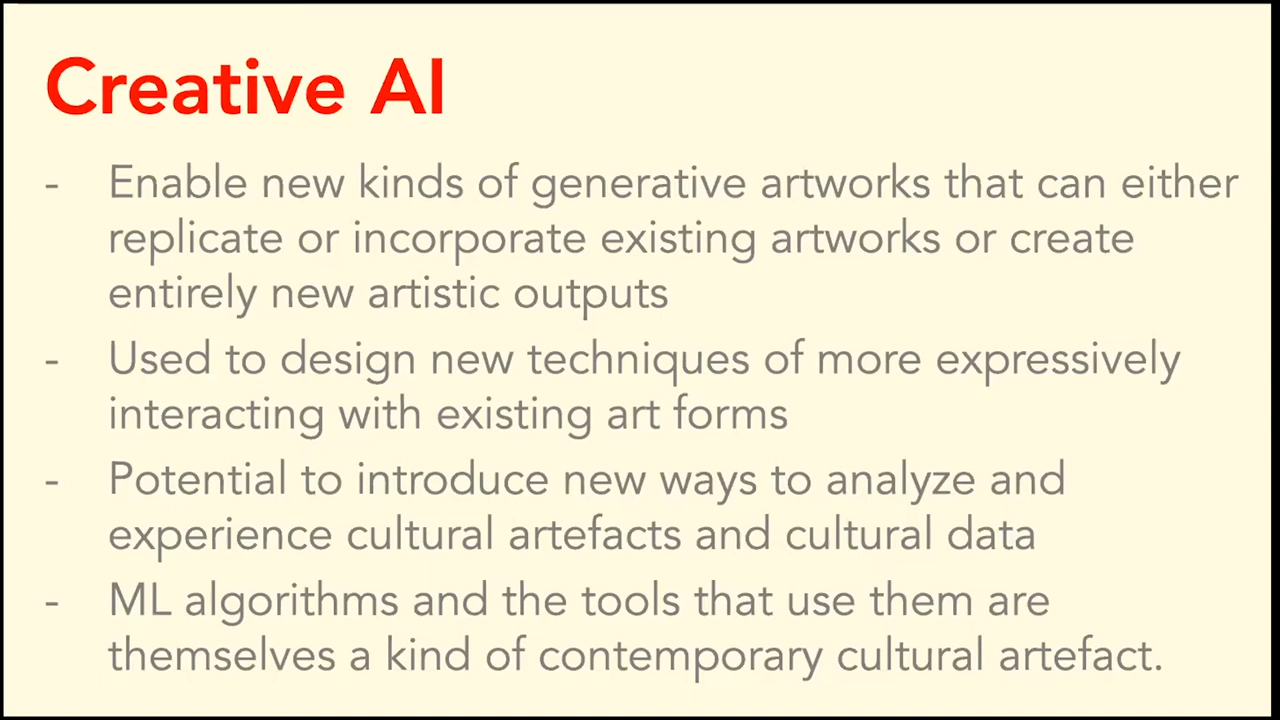 Creative AI
- Enable new kinds of generative artworks that can either
replicate or incorporate existing artworks or create
entirely new artistic outputs
- Used to design new techniques of more expressively
interacting with existing art forms
- Potential to introduce new ways to analyze and
experience cultural artefacts and cultural data
- ML algorithms and the tools that use them are
themselves a kind of contemporary cultural artefact.